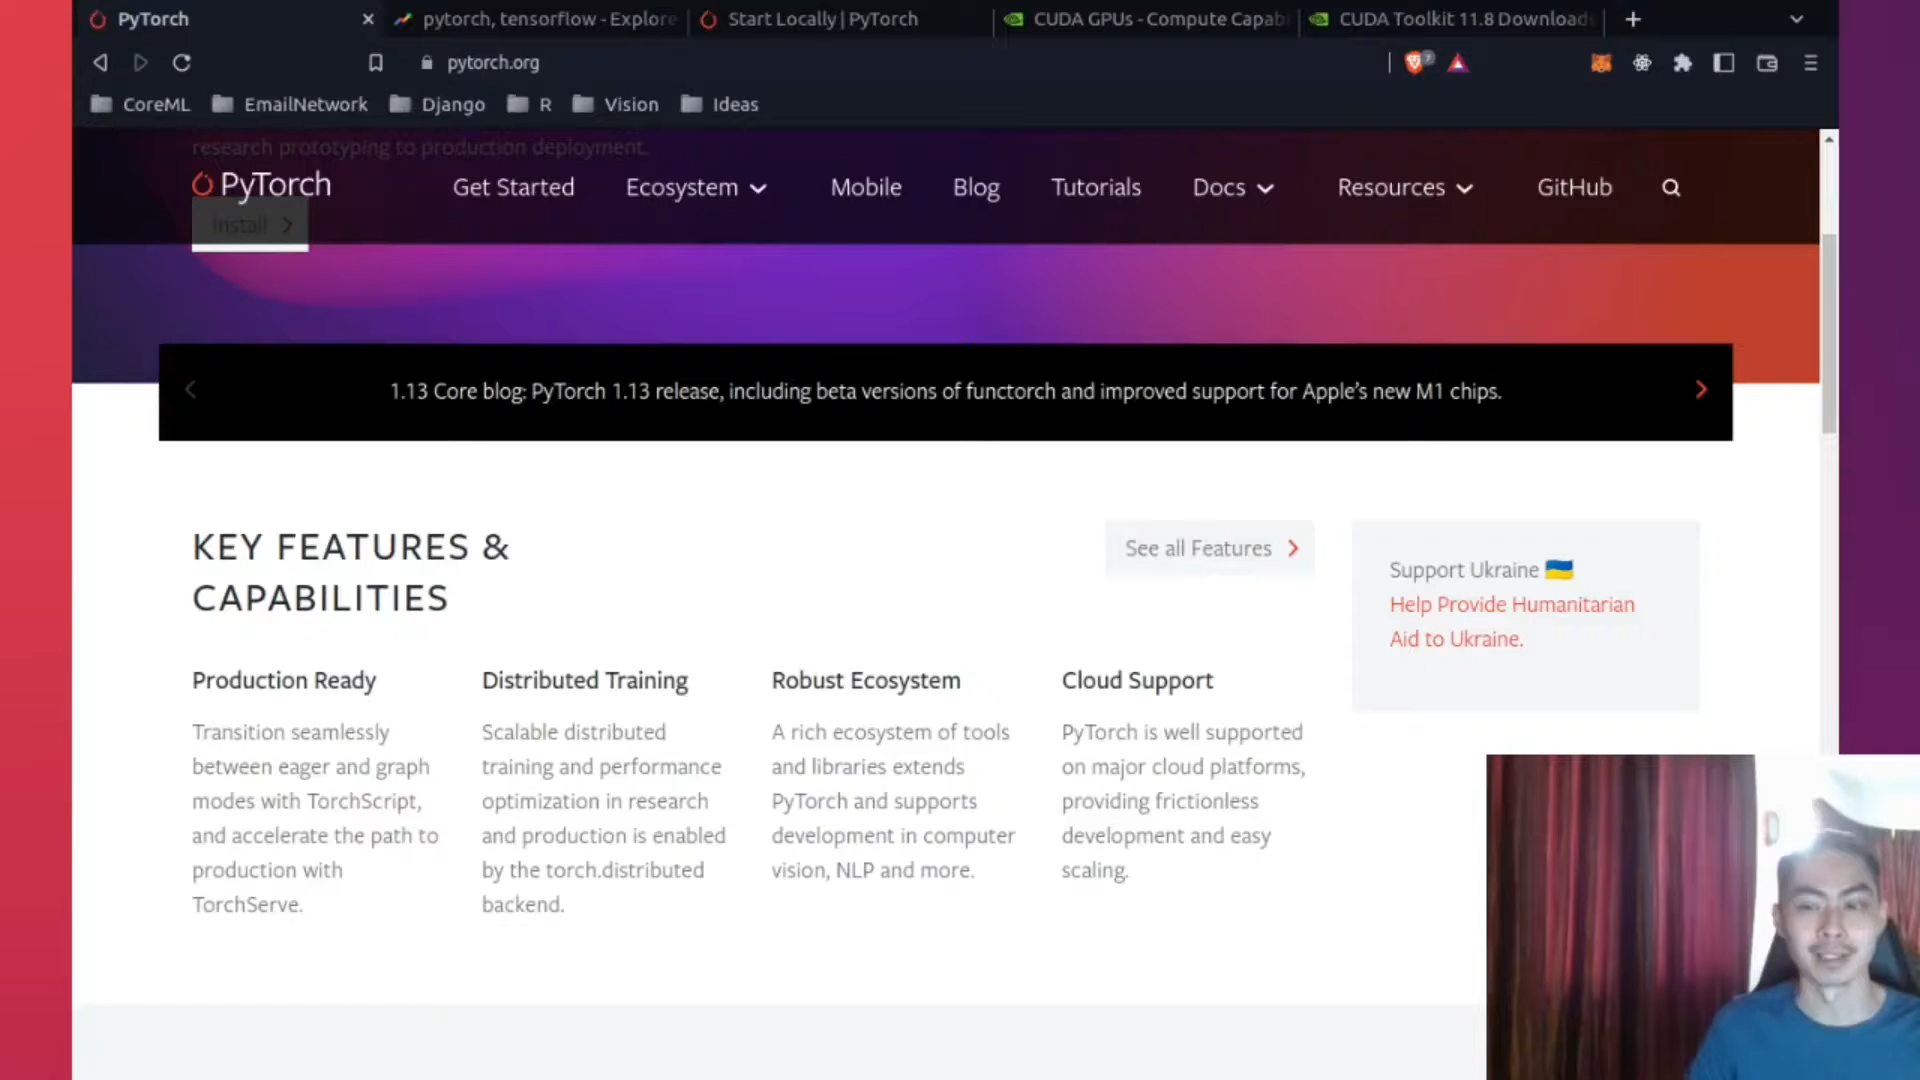 PyTorch
pytorch, tensorflow - Explore
Start Locally | PyTorch
CUDA GPUs - Compute Capab
CUDA Toolkit 11.8 Downloads
pytorch.org
7
CoreML
EmailNetwork
Django
R
Vision
Ideas
research prototyping to production deployment.
PyTorch
Get Started
Ecosystem
Mobile
Blog
Tutorials
Docs
Resources
GitHub
Install
1.13 Core blog: PyTorch 1.13 release, including beta versions of functorch and improved support for Apple’s new M1 chips.
KEY FEATURES &
CAPABILITIES
See all Features
Support Ukraine 🇺🇦
Help Provide Humanitarian
Aid to Ukraine.
Production Ready
Transition seamlessly
between eager and graph
modes with TorchScript,
and accelerate the path to
production with
TorchServe.
Distributed Training
Scalable distributed
training and performance
optimization in research
and production is enabled
by the torch.distributed
backend.
Robust Ecosystem
A rich ecosystem of tools
and libraries extends
PyTorch and supports
development in computer
vision, NLP and more.
Cloud Support
PyTorch is well supported
on major cloud platforms,
providing frictionless
development and easy
scaling.